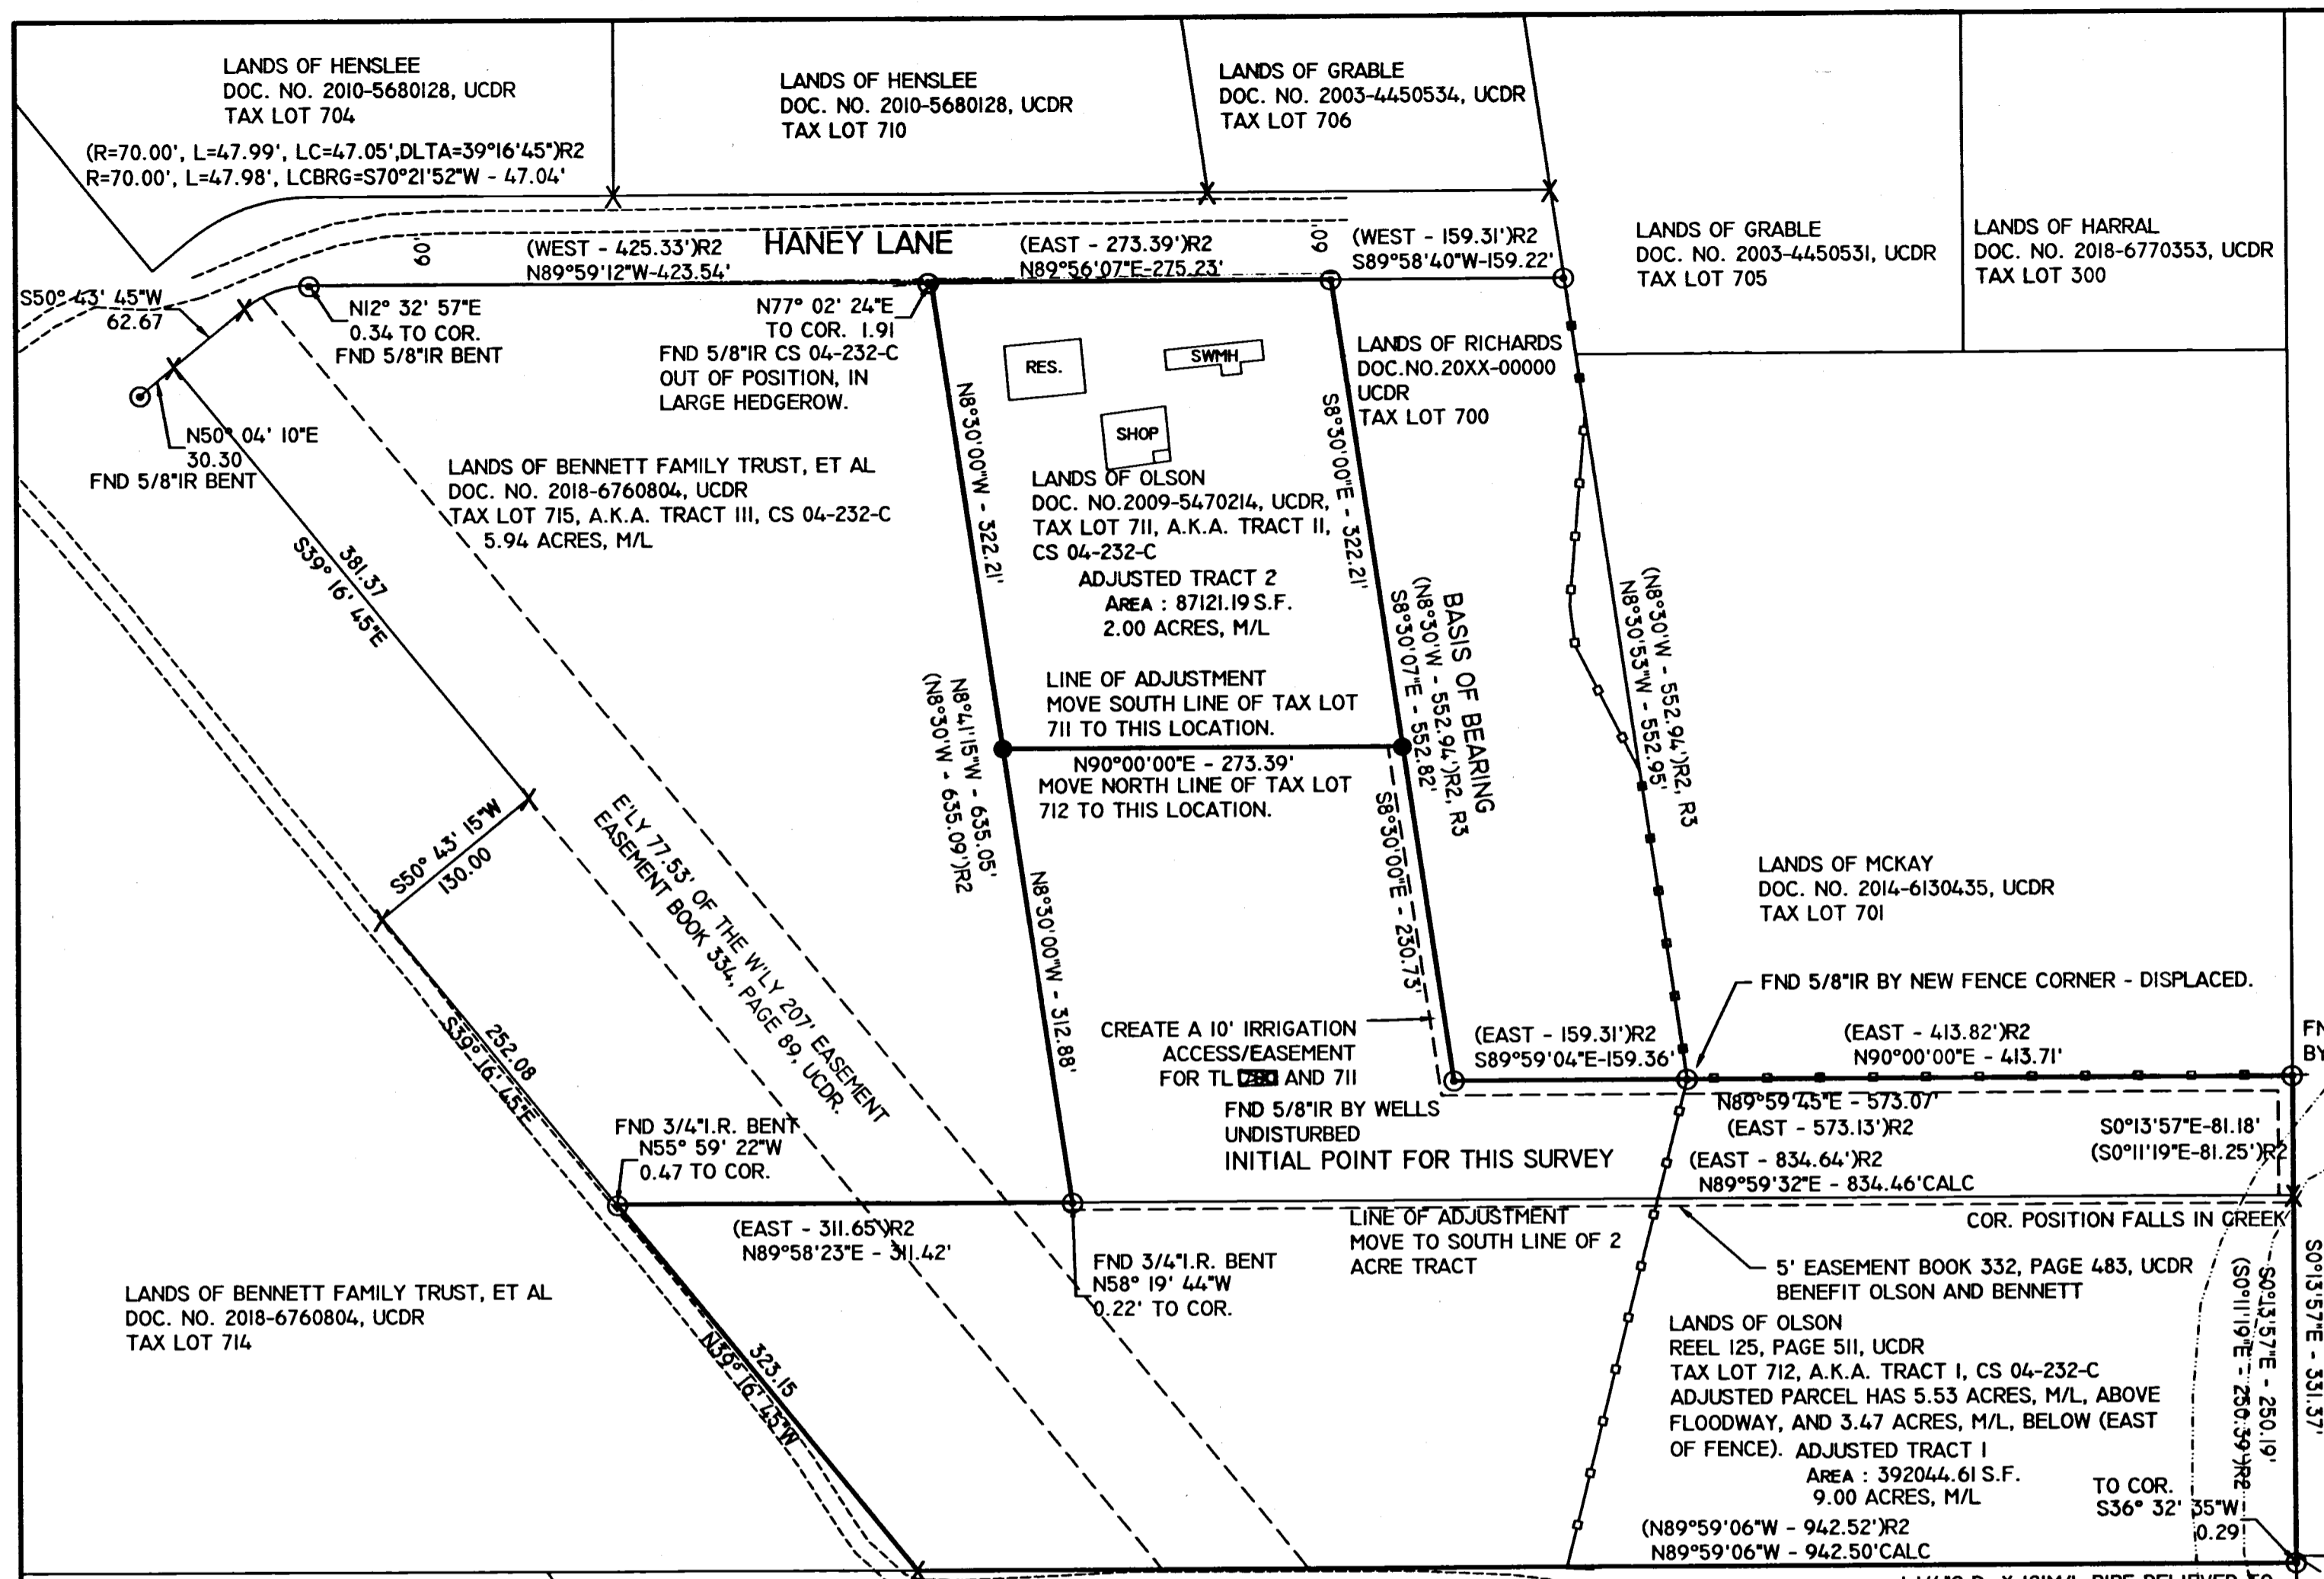 LANDS OF HENSLEE
DOC. NO. 2010-5680128, UCDR
TAX LOT 704
(R=70.00', L=47.99', LC=47.05',DLTA=39°16'45")R2
R=70.00', L=47.98', LCBRG=S70°21'52"W - 47.04'
LANDS OF HENSLEE
DOC. NO. 2010-5680128, UCDR
TAX LOT 710
LANDS OF GRABLE
DOC. NO. 2003-4450534, UCDR
TAX LOT 706
LANDS OF GRABLE
DOC. NO. 2003-4450531, UCDR
TAX LOT 705
LANDS OF HARRAL
DOC. NO. 2018-6770353, UCDR
TAX LOT 300
60'
(WEST - 425.33')R2
N89°59'12"W-423.54'
HANEY LANE
(EAST - 273.39')R2
N89°56'07"E-275.23'
60'
(WEST - 159.31')R2
S89°58'40"W-159.22'
S50° 43' 45"W
62.67
N12° 32' 57"E
0.34 TO COR.
FND 5/8"IR BENT
N77° 02' 24"E
TO COR. 1.91
FND 5/8"IR CS 04-232-C
OUT OF POSITION, IN
LARGE HEDGEROW.
RES.
SWMH
SHOP
LANDS OF RICHARDS
DOC.NO.20XX-00000
UCDR
TAX LOT 700
N50° 04' 10"E
30.30
FND 5/8"IR BENT
LANDS OF BENNETT FAMILY TRUST, ET AL
DOC. NO. 2018-6760804, UCDR
TAX LOT 715, A.K.A. TRACT III, CS 04-232-C
5.94 ACRES, M/L
N8°30'00"W - 322.21'
S8°30'00"E - 322.21'
LANDS OF OLSON
DOC. NO.2009-5470214, UCDR,
TAX LOT 711, A.K.A. TRACT II,
CS 04-232-C
ADJUSTED TRACT 2
AREA : 87121.19 S.F.
2.00 ACRES, M/L
381.37
S39° 16' 45"E
BASIS OF BEARING
(N8°30'W - 552.94')R2, R3
S8°30'07"E - 552.82'
(N8°30'W - 552.94')R2, R3
N8°30'53"W - 552.95'
LINE OF ADJUSTMENT
MOVE SOUTH LINE OF TAX LOT
711 TO THIS LOCATION.
N90°00'00"E - 273.39'
MOVE NORTH LINE OF TAX LOT
712 TO THIS LOCATION.
N8°41'15"W - 635.05'
(N8°30'W - 635.09')R2
S8°30'00"E - 230.73'
S50° 43' 15"W
130.00
E'LY 77.53' OF THE W'LY 207' EASEMENT
EASEMENT BOOK 334, PAGE 89, UCDR.
N8°30'00"W - 312.88'
LANDS OF MCKAY
DOC. NO. 2014-6130435, UCDR
TAX LOT 701
FND 5/8"IR BY NEW FENCE CORNER - DISPLACED.
252.08
S39° 16' 45"E
CREATE A 10' IRRIGATION
ACCESS/EASEMENT
FOR TL AND 711
(EAST - 159.31')R2
S89°59'04"E-159.36'
(EAST - 413.82')R2
N90°00'00"E - 413.71'
FND 5/8"IR BY WELLS
UNDISTURBED
INITIAL POINT FOR THIS SURVEY
N89°59'45"E - 573.07'
(EAST - 573.13')R2
S0°13'57"E-81.18'
(S0°11'19"E-81.25')R2
(EAST - 834.64')R2
N89°59'32"E - 834.46'CALC
FND 3/4"I.R. BENT
N55° 59' 22"W
0.47 TO COR.
(EAST - 311.65')R2
N89°58'23"E - 311.42'
FND 3/4"I.R. BENT
N58° 19' 44"W
0.22' TO COR.
LINE OF ADJUSTMENT
MOVE TO SOUTH LINE OF 2
ACRE TRACT
COR. POSITION FALLS IN CREEK
5' EASEMENT BOOK 332, PAGE 483, UCDR
BENEFIT OLSON AND BENNETT
LANDS OF BENNETT FAMILY TRUST, ET AL
DOC. NO. 2018-6760804, UCDR
TAX LOT 714
323.15
N39° 16' 45"W
LANDS OF OLSON
REEL 125, PAGE 511, UCDR
TAX LOT 712, A.K.A. TRACT I, CS 04-232-C
ADJUSTED PARCEL HAS 5.53 ACRES, M/L, ABOVE
FLOODWAY, AND 3.47 ACRES, M/L, BELOW (EAST
OF FENCE). ADJUSTED TRACT I
AREA : 392044.61 S.F.
9.00 ACRES, M/L
S0°13'57"E - 250.19'
(S0°11'19"E - 250.39')R2
S0°13'57"E - 331.37'
TO COR.
S36° 32' 35"W
0.29
(N89°59'06"W - 942.52')R2
N89°59'06"W - 942.50'CALC